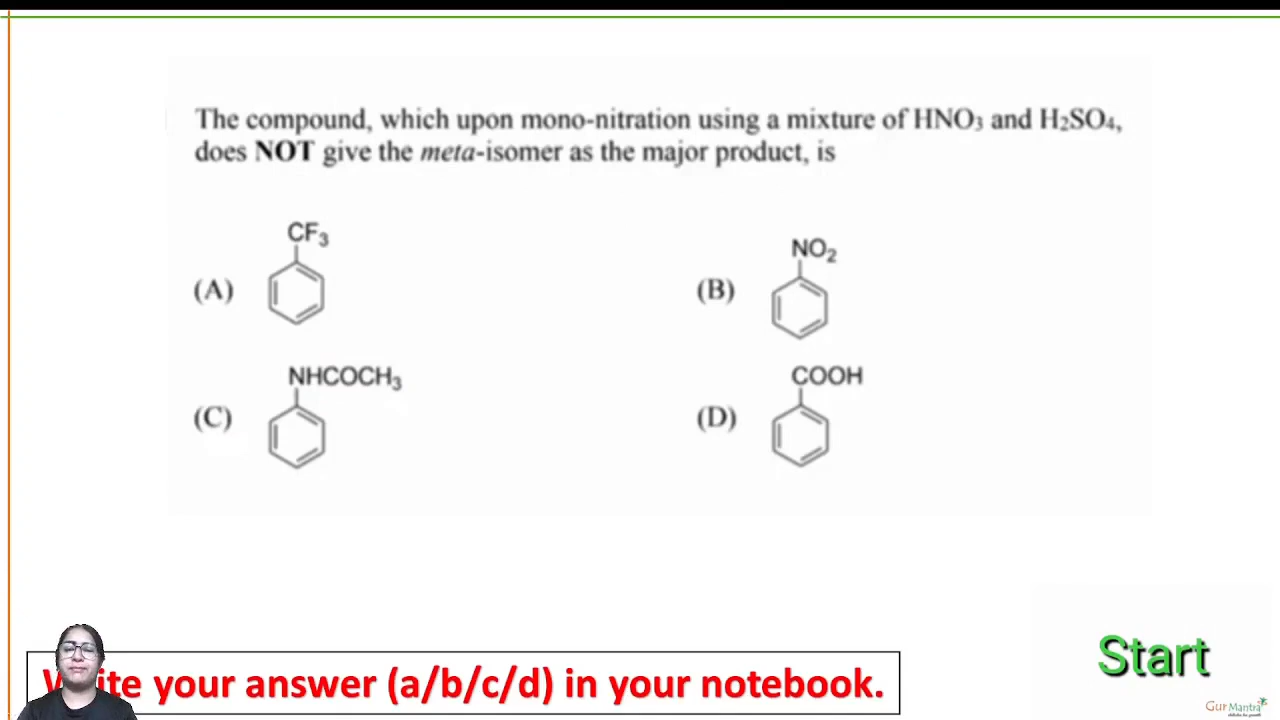 The compound, which upon mono-nitration using a mixture of HNO₃ and H₂SO₄,
does NOT give the meta-isomer as the major product, is
CF₃
(A)
NO₂
(B)
NHCOCH₃
(C)
COOH
(D)
Start
your answer (a/b/c/d) in your notebook.
GurMantra